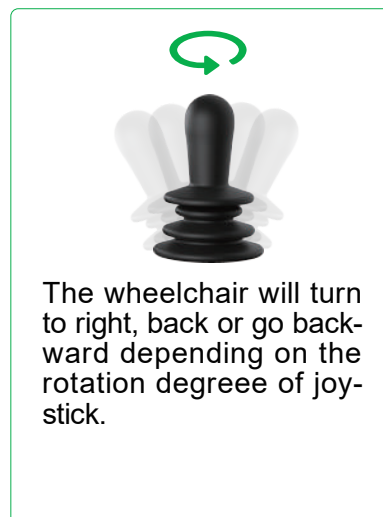 The wheelchair will turn
to right, back or go back-
ward depending on the
rotation degreee of joy-
stick.